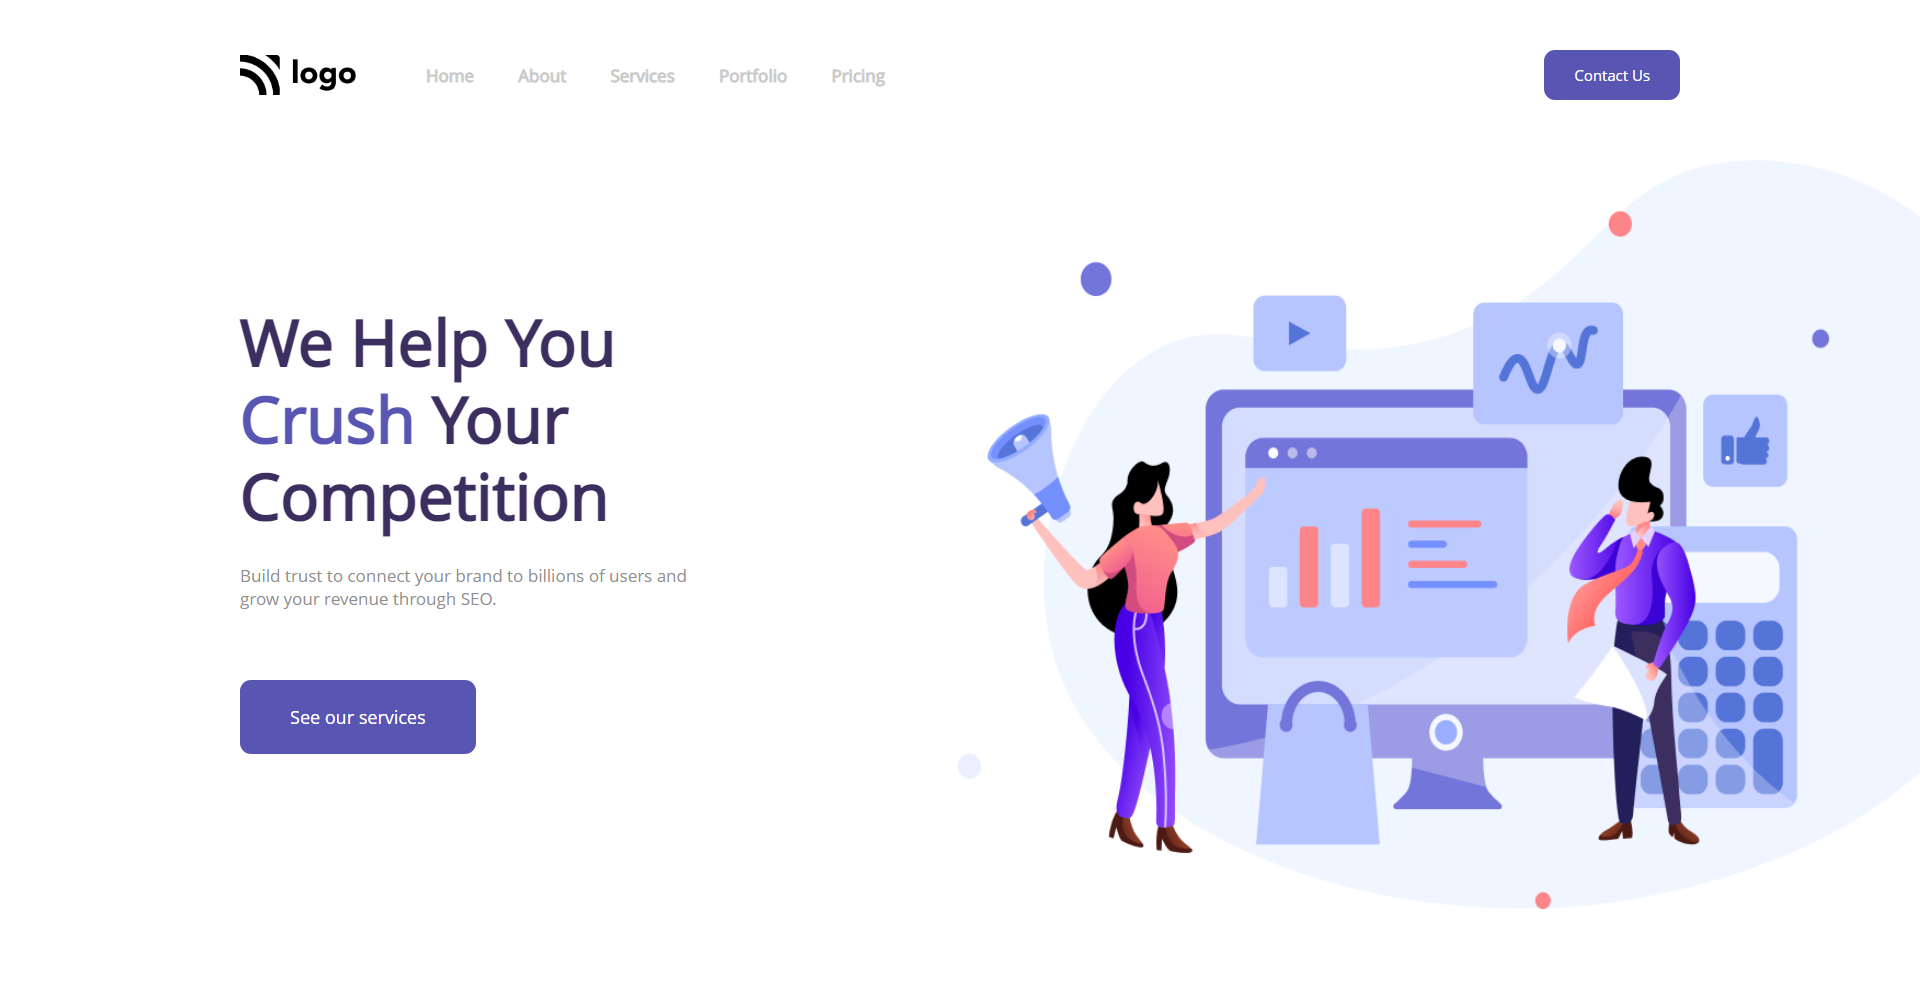 logo
Home About Services Portfolio Pricing
Contact Us
We Help You
Crush Your
Competition
Build trust to connect your brand to billions of users and
grow your revenue through SEO.
See our services